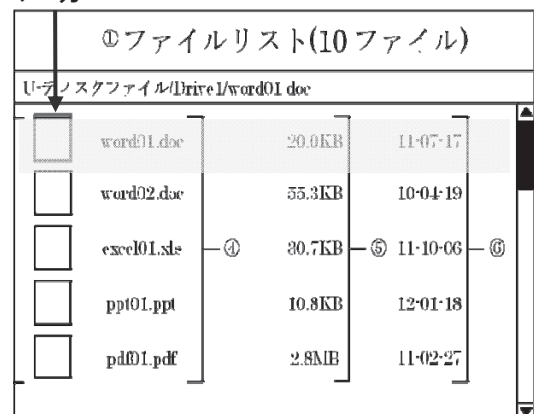 ①ファイルリスト(10ファイル)
U-ディスクファイル/Drive1/word01.doc
word01.doc 20.0KB 11-07-17
word02.doc 55.3KB 10-04-19
excel01.xls ④ 80.7KB ⑤ 11-10-06 ⑥
ppt01.ppt 10.8KB 12-01-18
pdf01.pdf 2.8MB 11-02-27